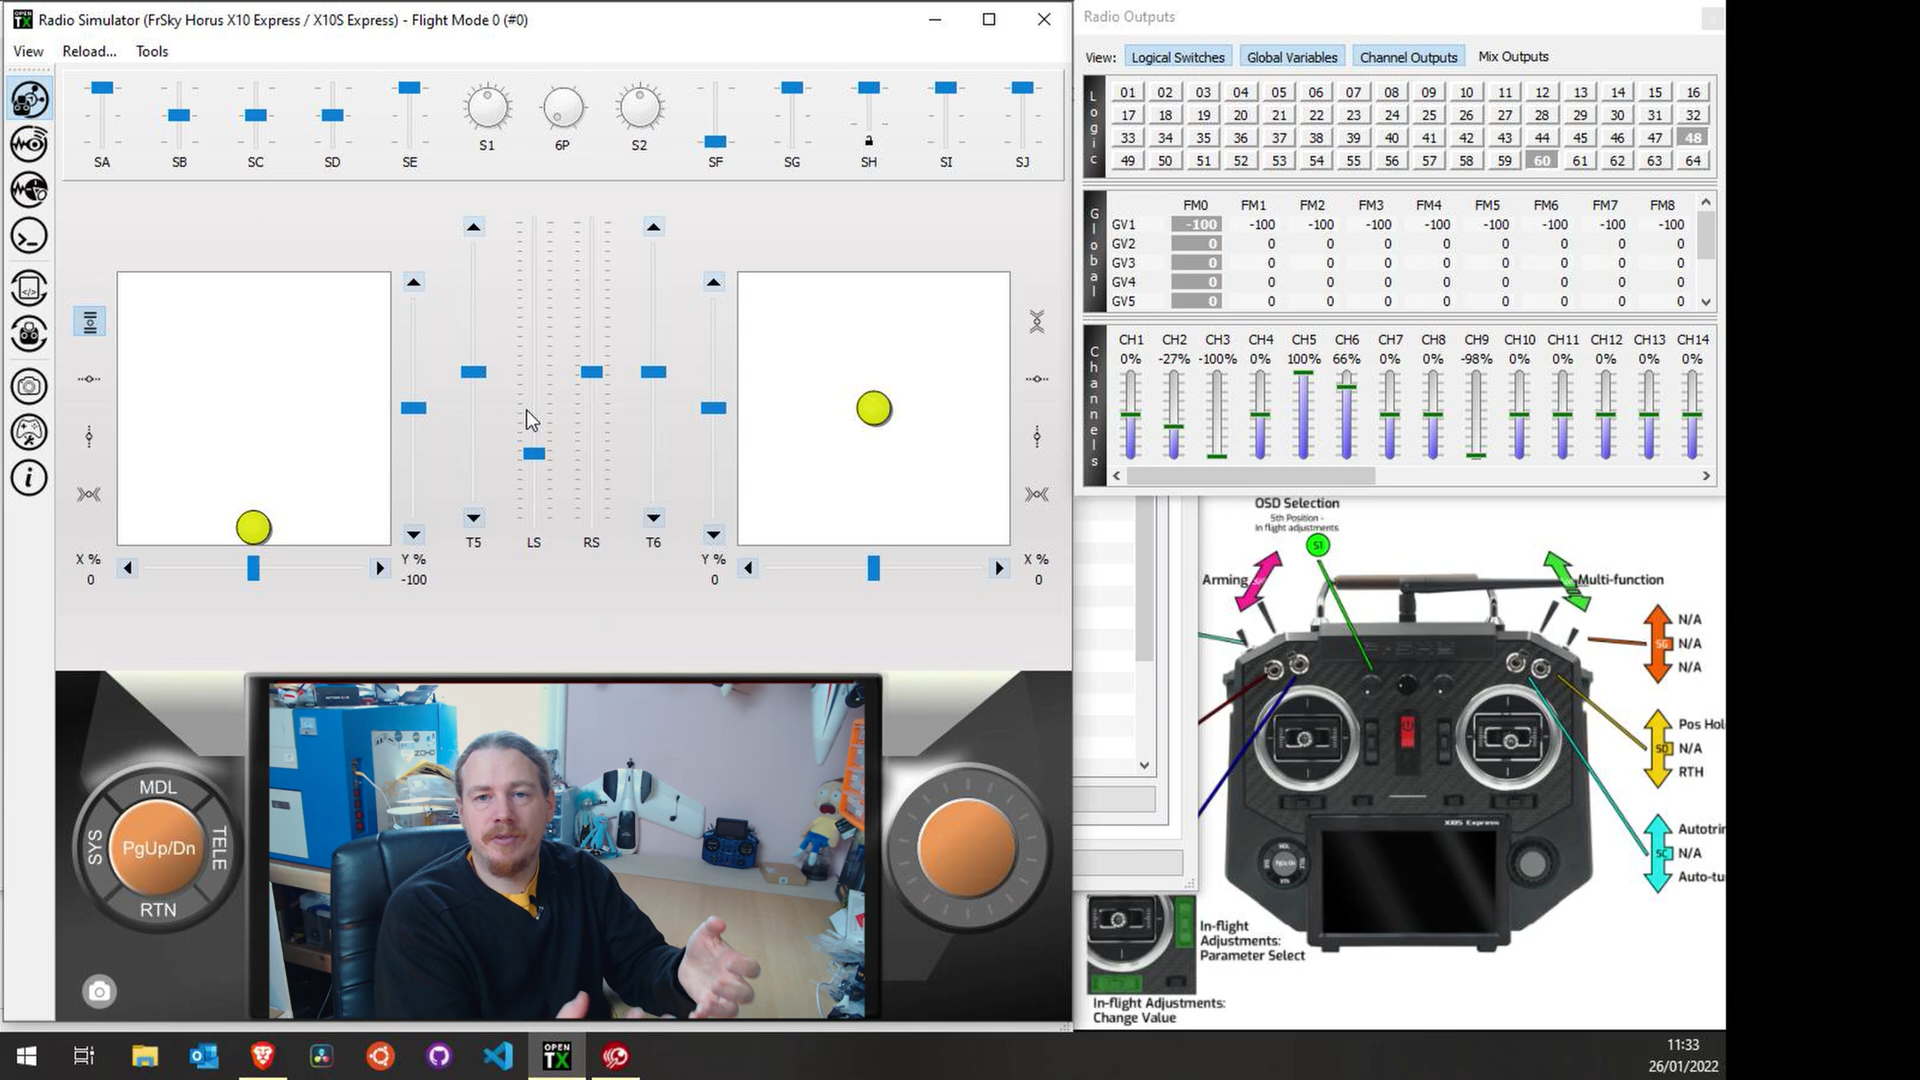 Radio Simulator (FrSky Horus X10 Express / X10S Express) - Flight Mode 0 (#0)
View Reload... Tools
SA SB SC SD SE S1 6P S2 SF SG SH SI SJ
T5 LS RS T6
X %
0
Y %
-100
Y %
0
X %
0
MDL
SYS
PgUp/Dn
TELE
RTN
Radio Outputs
View: Logical Switches Global Variables Channel Outputs Mix Outputs
Logic
01 02 03 04 05 06 07 08 09 10 11 12 13 14 15 16
17 18 19 20 21 22 23 24 25 26 27 28 29 30 31 32
33 34 35 36 37 38 39 40 41 42 43 44 45 46 47 48
49 50 51 52 53 54 55 56 57 58 59 60 61 62 63 64
Global
FM0 FM1 FM2 FM3 FM4 FM5 FM6 FM7 FM8
GV1 -100 -100 -100 -100 -100 -100 -100 -100 -100
GV2 0 0 0 0 0 0 0 0 0
GV3 0 0 0 0 0 0 0 0 0
GV4 0 0 0 0 0 0 0 0 0
GV5 0 0 0 0 0 0 0 0 0
Channels
CH1 CH2 CH3 CH4 CH5 CH6 CH7 CH8 CH9 CH10 CH11 CH12 CH13 CH14
0% -27% -100% 0% 100% 66% 0% 0% -98% 0% 0% 0% 0% 0%
OSD Selection
5th Position -
In flight adjustments
S1
Arming
Multi-function
N/A
SG N/A
N/A
Pos Hol
SD N/A
RTH
Autotrir
SC N/A
Auto-tu
X10S Express
In-flight
Adjustments:
Parameter Select
In-flight Adjustments:
Change Value
OPEN
TX
11:33
26/01/2022